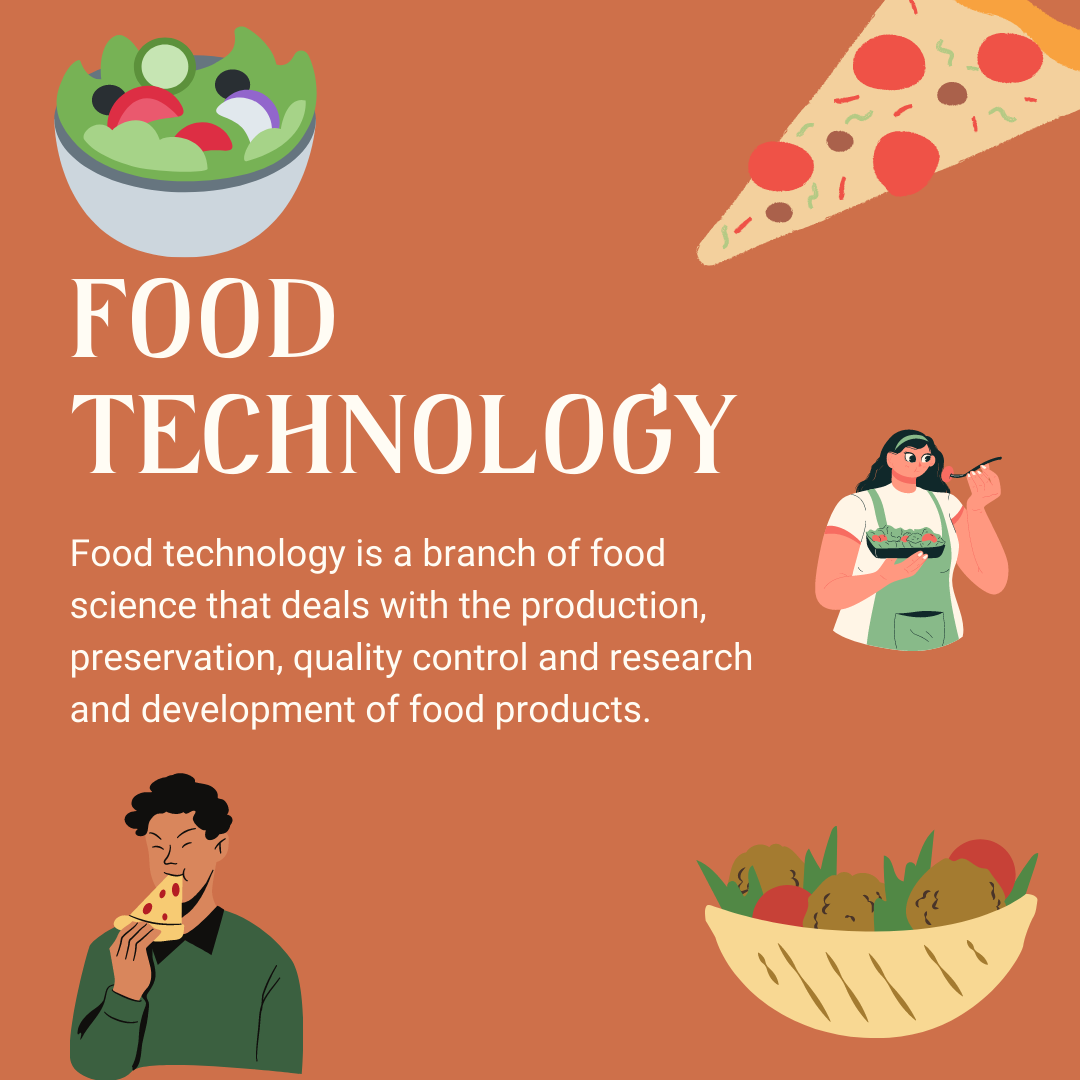 FOOD
TECHNOLOGY
Food technology is a branch of food
science that deals with the production,
preservation, quality control and research
and development of food products.